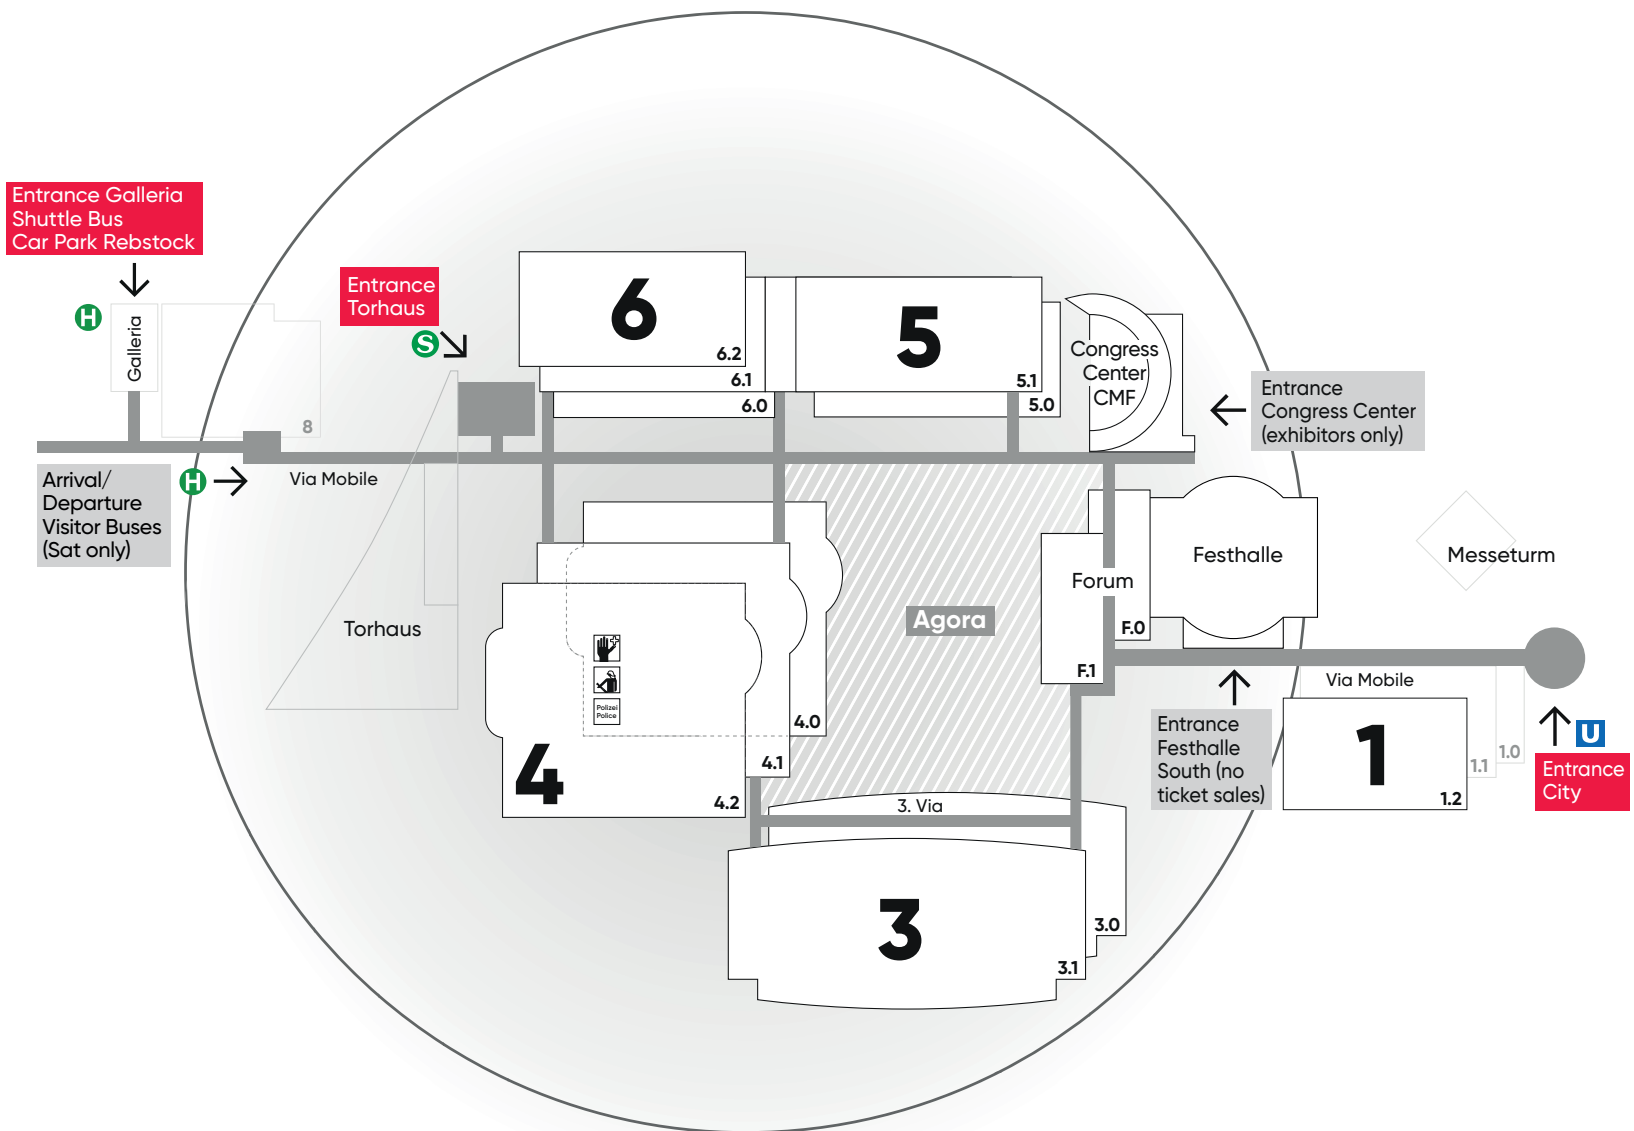 Entrance Galleria
Shuttle Bus
Car Park Rebstock
H
Galleria
8
Entrance
Torhaus
S
6
6.2
6.1
6.0
5
5.1
5.0
Congress
Center
CMF
Entrance
Congress Center
(exhibitors only)
Arrival/
Departure
Visitor Buses
(Sat only)
H
Via Mobile
Torhaus
Agora
Forum
F.0
F.1
Festhalle
Messeturm
Via Mobile
Entrance
Festhalle
South (no
ticket sales)
1
1.2
1.1
1.0
U
Entrance
City
Polizei
Police
4
4.0
4.1
4.2
3. Via
3
3.0
3.1